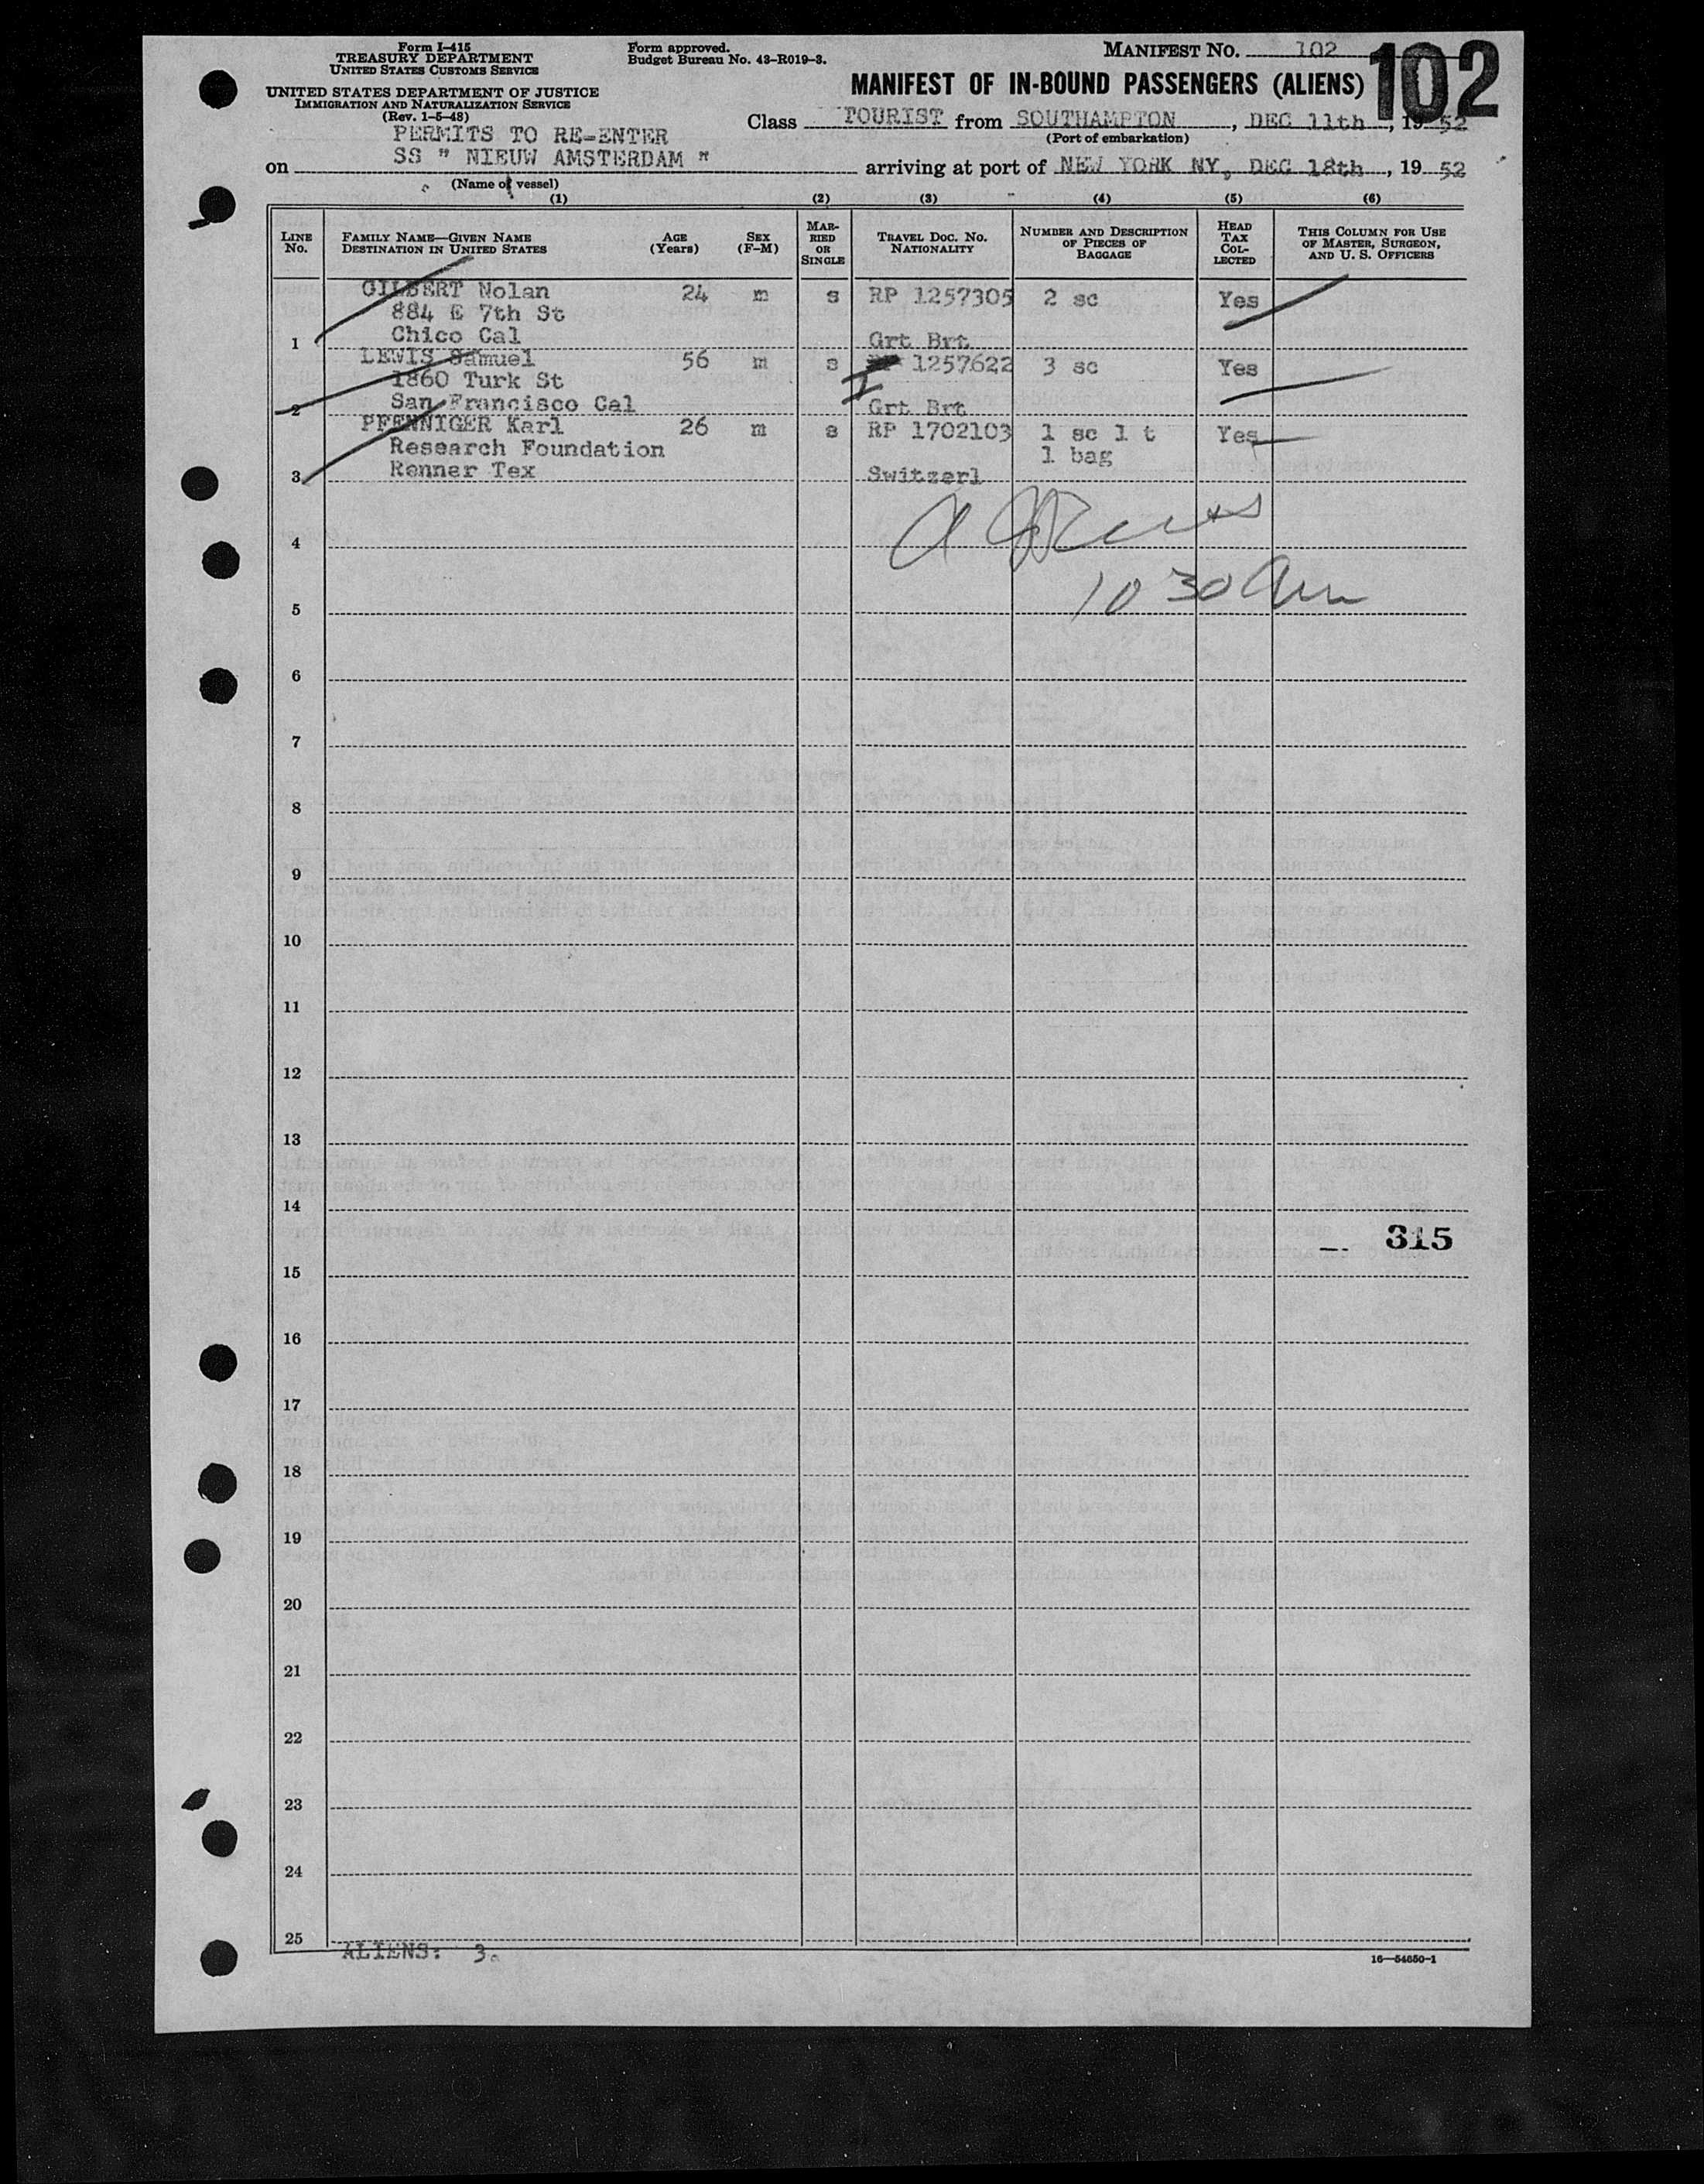 Form I-415
TREASURY DEPARTMENT
UNITED STATES CUSTOMS SERVICE
UNITED STATES DEPARTMENT OF JUSTICE
IMMIGRATION AND NATURALIZATION SERVICE
(Rev. 1-5-48)
Form approved.
Budget Bureau No. 43-R019-3.
MANIFEST No. 102
102
MANIFEST OF IN-BOUND PASSENGERS (ALIENS)
Class TOURIST from SOUTHAMPTON, DEC 11th, 1952
(Port of embarkation)
PERMITS TO RE-ENTER
on SS " NIEUW AMSTERDAM " arriving at port of NEW YORK NY, DEC 18th, 1952
(Name of vessel)
(1) (2) (3) (4) (5) (6)
LINE No. FAMILY NAME—GIVEN NAME DESTINATION IN UNITED STATES AGE (Years) SEX (F-M) MARRIED OR SINGLE TRAVEL DOC. NO. NATIONALITY NUMBER AND DESCRIPTION OF PIECES OF BAGGAGE HEAD TAX COLLECTED THIS COLUMN FOR USE OF MASTER, SURGEON, AND U. S. OFFICERS
GILBERT Nolan 24 m s RP 1257305 2 sc Yes
884 E 7th St
1 Chico Cal Grt Brt
LEWIS Samuel 56 m s 1257622 3 sc Yes
1860 Turk St I
2 San Francisco Cal Grt Brt
PFENNIGER Karl 26 m s RP 1702103 1 sc 1 t Yes
Research Foundation 1 bag
3 Renner Tex Switzerl
4
10 30 Am
5
6
7
8
9
10
11
12
13
14
315
15
16
17
18
19
20
21
22
23
24
25
ALIENS: 3.
16—54650-1